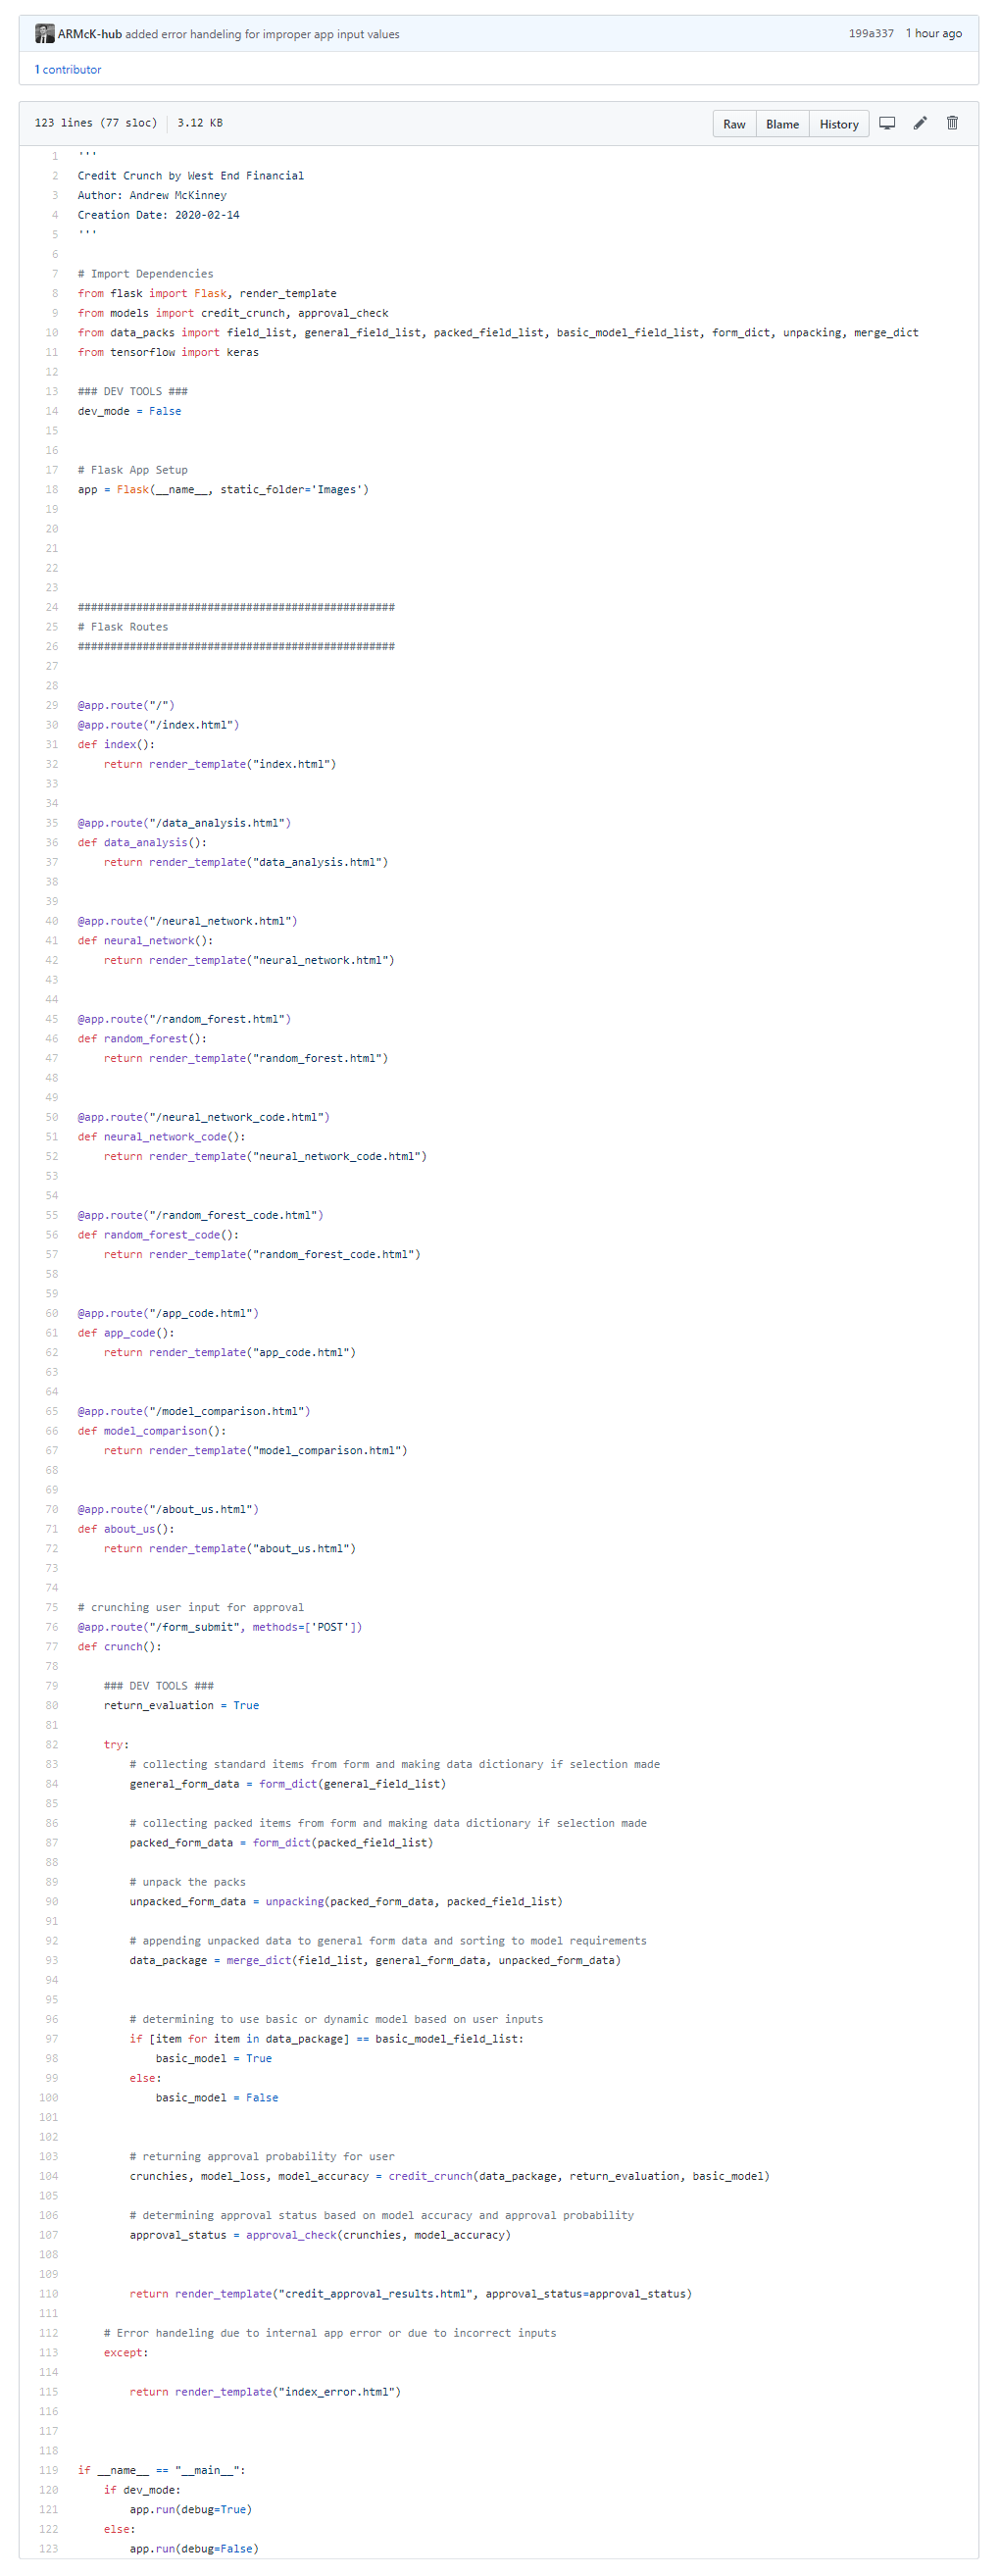 ARMcK-hub added error handeling for improper app input values 199a337 1 hour ago
1 contributor
123 lines (77 sloc) 3.12 KB Raw Blame History
1 '''
2 Credit Crunch by West End Financial
3 Author: Andrew McKinney
4 Creation Date: 2020-02-14
5 '''
6
7 # Import Dependencies
8 from flask import Flask, render_template
9 from models import credit_crunch, approval_check
10 from data_packs import field_list, general_field_list, packed_field_list, basic_model_field_list, form_dict, unpacking, merge_dict
11 from tensorflow import keras
12
13 ### DEV TOOLS ###
14 dev_mode = False
15
16
17 # Flask App Setup
18 app = Flask(__name__, static_folder='Images')
19
20
21
22
23
24 #################################################
25 # Flask Routes
26 #################################################
27
28
29 @app.route("/")
30 @app.route("/index.html")
31 def index():
32     return render_template("index.html")
33
34
35 @app.route("/data_analysis.html")
36 def data_analysis():
37     return render_template("data_analysis.html")
38
39
40 @app.route("/neural_network.html")
41 def neural_network():
42     return render_template("neural_network.html")
43
44
45 @app.route("/random_forest.html")
46 def random_forest():
47     return render_template("random_forest.html")
48
49
50 @app.route("/neural_network_code.html")
51 def neural_network_code():
52     return render_template("neural_network_code.html")
53
54
55 @app.route("/random_forest_code.html")
56 def random_forest_code():
57     return render_template("random_forest_code.html")
58
59
60 @app.route("/app_code.html")
61 def app_code():
62     return render_template("app_code.html")
63
64
65 @app.route("/model_comparison.html")
66 def model_comparison():
67     return render_template("model_comparison.html")
68
69
70 @app.route("/about_us.html")
71 def about_us():
72     return render_template("about_us.html")
73
74
75 # crunching user input for approval
76 @app.route("/form_submit", methods=['POST'])
77 def crunch():
78
79     ### DEV TOOLS ###
80     return_evaluation = True
81
82     try:
83         # collecting standard items from form and making data dictionary if selection made
84         general_form_data = form_dict(general_field_list)
85
86         # collecting packed items from form and making data dictionary if selection made
87         packed_form_data = form_dict(packed_field_list)
88
89         # unpack the packs
90         unpacked_form_data = unpacking(packed_form_data, packed_field_list)
91
92         # appending unpacked data to general form data and sorting to model requirements
93         data_package = merge_dict(field_list, general_form_data, unpacked_form_data)
94
95
96         # determining to use basic or dynamic model based on user inputs
97         if [item for item in data_package] == basic_model_field_list:
98             basic_model = True
99         else:
100             basic_model = False
101
102
103         # returning approval probability for user
104         crunchies, model_loss, model_accuracy = credit_crunch(data_package, return_evaluation, basic_model)
105
106         # determining approval status based on model accuracy and approval probability
107         approval_status = approval_check(crunchies, model_accuracy)
108
109
110         return render_template("credit_approval_results.html", approval_status=approval_status)
111
112     # Error handeling due to internal app error or due to incorrect inputs
113     except:
114
115         return render_template("index_error.html")
116
117
118
119 if __name__ == "__main__":
120     if dev_mode:
121         app.run(debug=True)
122     else:
123         app.run(debug=False)